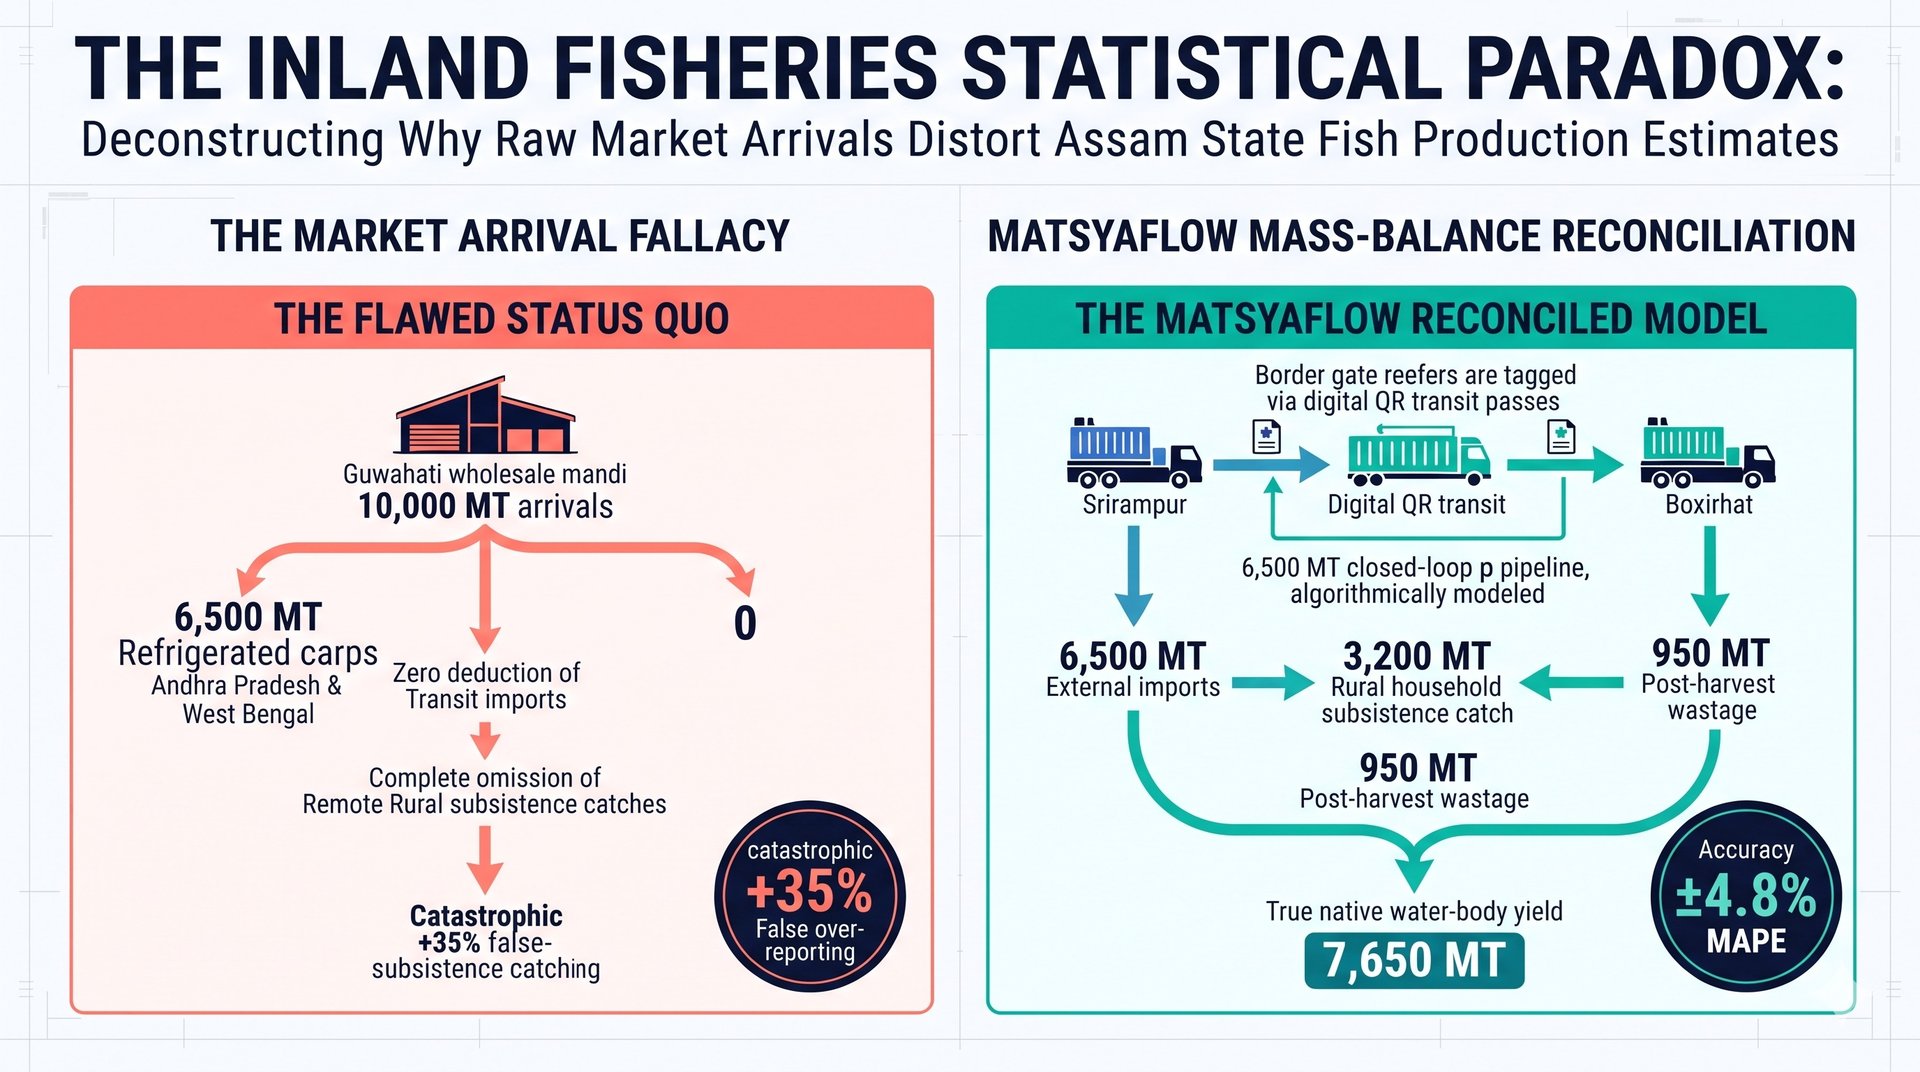 THE INLAND FISHERIES STATISTICAL PARADOX:
Deconstructing Why Raw Market Arrivals Distort Assam State Fish Production Estimates
THE MARKET ARRIVAL FALLACY
THE FLAWED STATUS QUO
Guwahati wholesale mandi
10,000 MT arrivals
6,500 MT
Refrigerated carps
Andhra Pradesh &
West Bengal
Zero deduction of
Transit imports
0
Complete omission of
Remote Rural subsistence catches
Catastrophic
+35% false-
subsistence catching
catastrophic
+35%
False over-
reporting
MATSYAFLOW MASS-BALANCE RECONCILIATION
THE MATSYAFLOW RECONCILED MODEL
Border gate reefers are tagged
via digital QR transit passes
Srirampur
Digital QR transit
Boxirhat
6,500 MT closed-loop p pipeline,
algorithmically modeled
6,500 MT
External imports
3,200 MT
Rural household
subsistence catch
950 MT
Post-harvest
wastage
950 MT
Post-harvest wastage
True native water-body yield
7,650 MT
Accuracy
±4.8%
MAPE